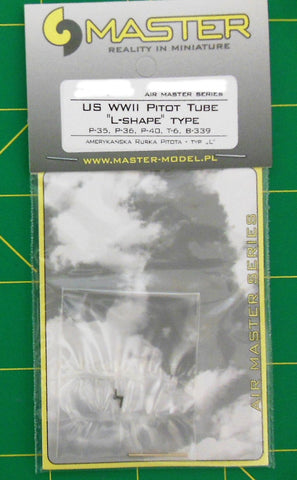 MASTER
REALITY IN MINIATURE
AIR MASTER SERIES
US WWII PITOT TUBE
"L-SHAPE" TYPE
P-35, P-36, P-40, T-6, B-339
AMERYKAŃSKA RURKA PITOTA - TYP „L"
WWW.MASTER-MODEL.PL
AIR MASTER SERIES